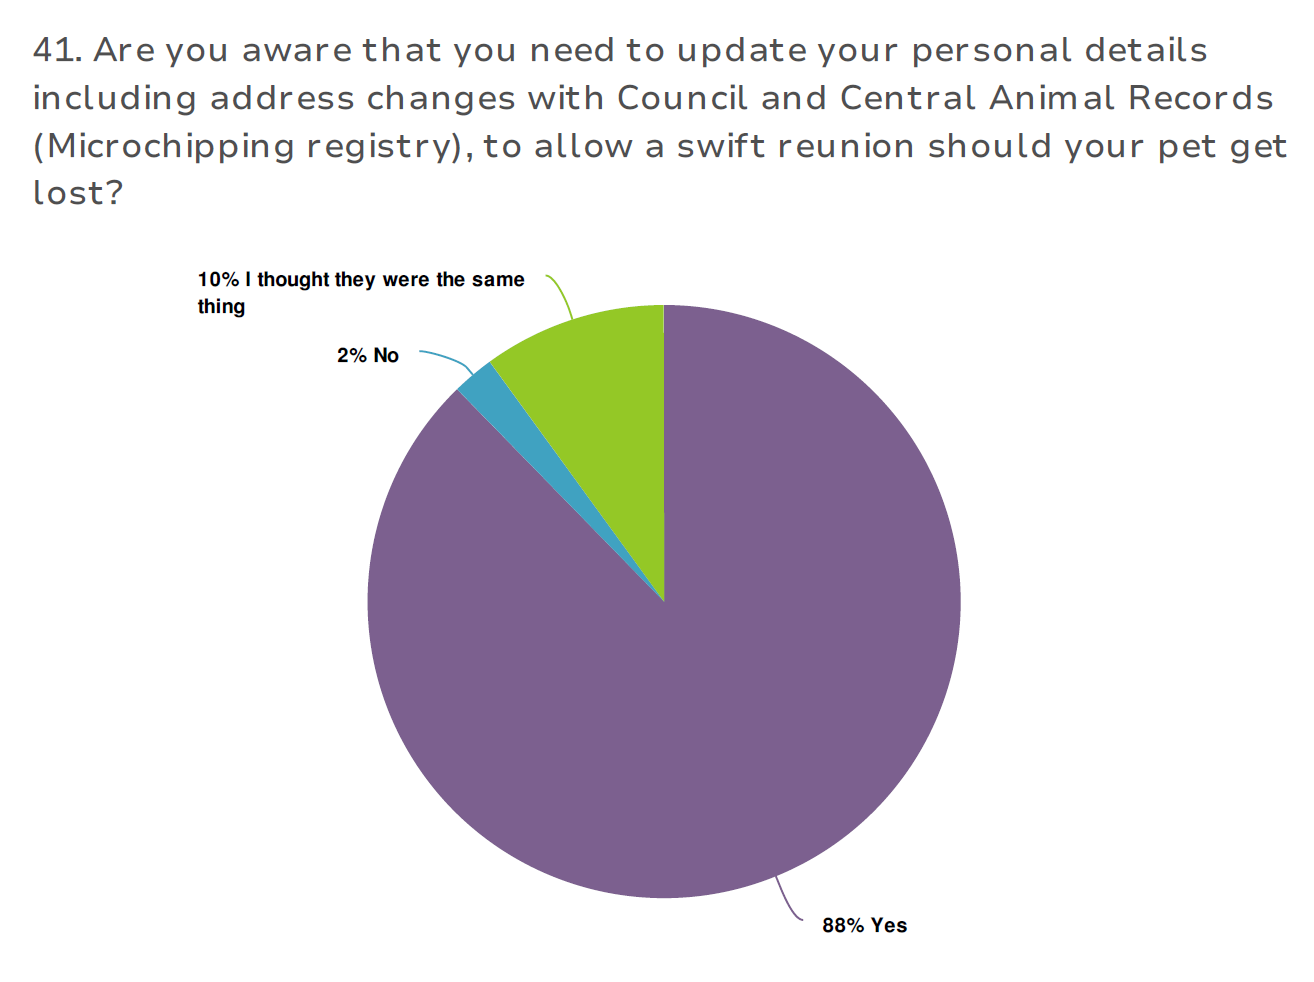 41. Are you aware that you need to update your personal details
including address changes with Council and Central Animal Records
(Microchipping registry), to allow a swift reunion should your pet get
lost?
10% I thought they were the same
thing
2% No
88% Yes